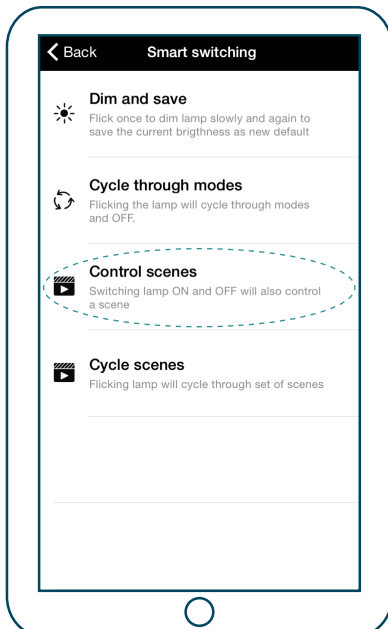 Back Smart switching
Dim and save
Flick once to dim lamp slowly and again to
save the current brigthness as new default
Cycle through modes
Flicking the lamp will cycle through modes
and OFF.
Control scenes
Switching lamp ON and OFF will also control
a scene
Cycle scenes
Flicking lamp will cycle through set of scenes